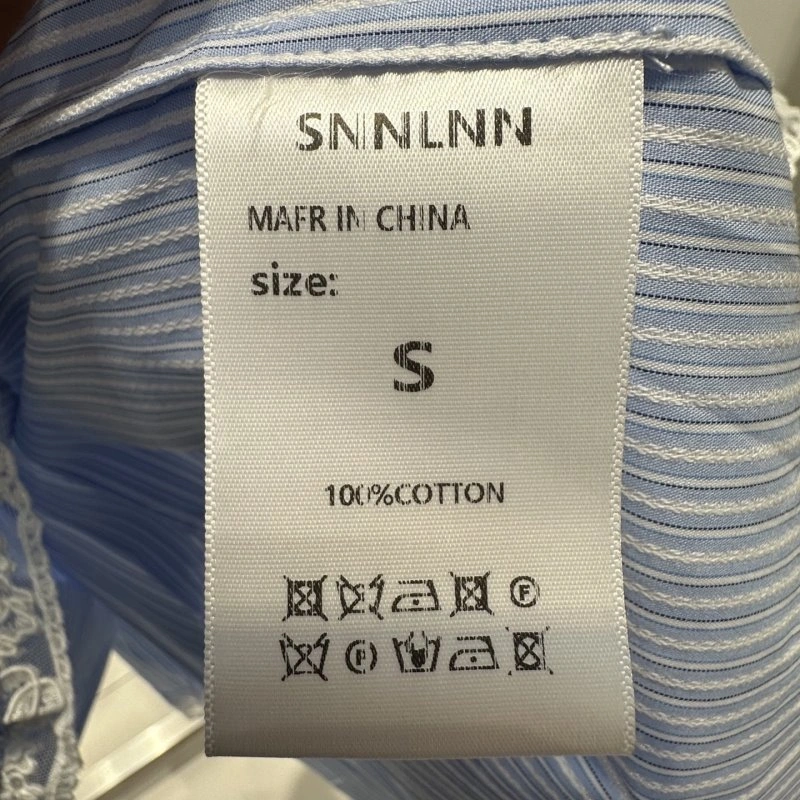 SNNLNN
MAFR IN CHINA
size:
S
100%COTTON
F
P